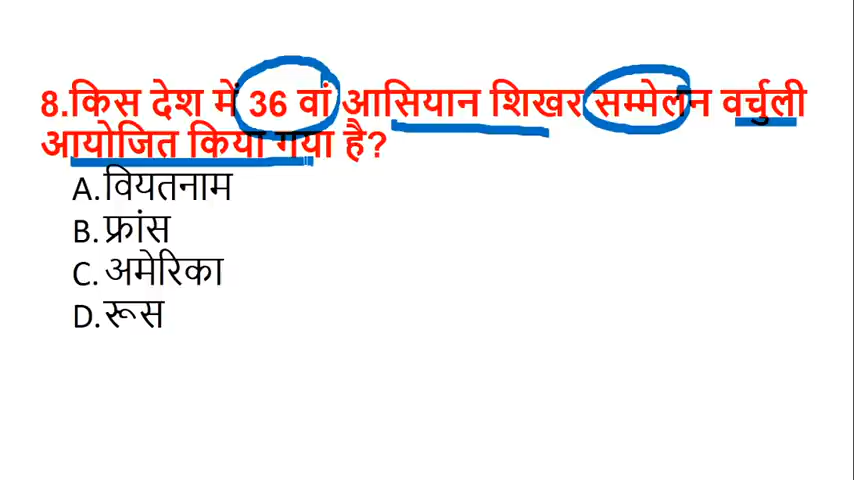 8.किस देश में 36 वां आसियान शिखर सम्मेलन वर्चुली
आयोजित किया गया है?
A.वियतनाम
B.फ्रांस
C.अमेरिका
D.रूस